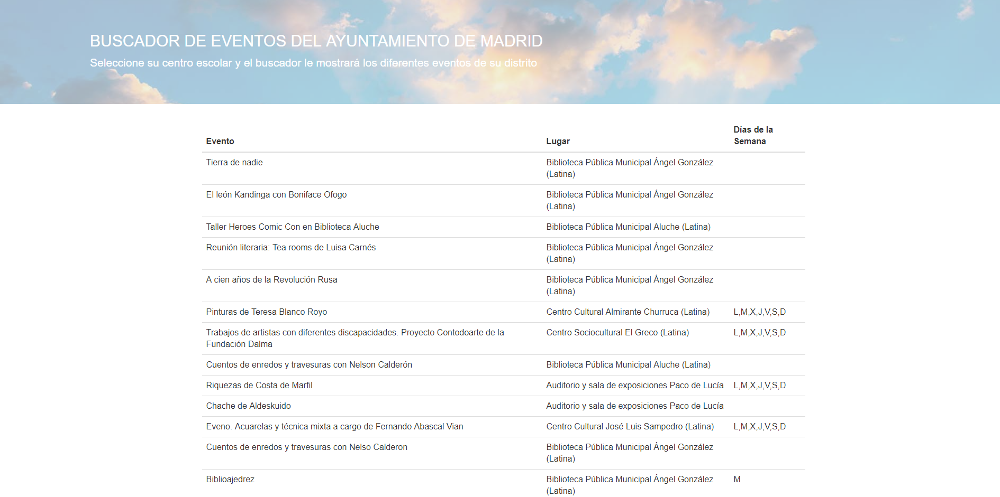 BUSCADOR DE EVENTOS DEL AYUNTAMIENTO DE MADRID
Seleccione su centro escolar y el buscador le mostrará los diferentes eventos de su distrito
Evento Lugar Días de la
Semana
Tierra de nadie Biblioteca Pública Municipal Ángel González
(Latina)
El león Kandinga con Boniface Ofogo Biblioteca Pública Municipal Ángel González
(Latina)
Taller Heroes Comic Con en Biblioteca Aluche Biblioteca Pública Municipal Aluche (Latina)
Reunión literaria: Tea rooms de Luisa Carnés Biblioteca Pública Municipal Ángel González
(Latina)
A cien años de la Revolución Rusa Biblioteca Pública Municipal Ángel González
(Latina)
Pinturas de Teresa Blanco Royo Centro Cultural Almirante Churruca (Latina) L,M,X,J,V,S,D
Trabajos de artistas con diferentes discapacidades. Proyecto Contodoarte de la Centro Sociocultural El Greco (Latina) L,M,X,J,V,S,D
Fundación Dalma
Cuentos de enredos y travesuras con Nelson Calderón Biblioteca Pública Municipal Aluche (Latina)
Riquezas de Costa de Marfil Auditorio y sala de exposiciones Paco de Lucía L,M,X,J,V,S,D
Chache de Aldeskuido Auditorio y sala de exposiciones Paco de Lucía
Eveno. Acuarelas y técnica mixta a cargo de Fernando Abascal Vian Centro Cultural José Luis Sampedro (Latina) L,M,X,J,V,S,D
Cuentos de enredos y travesuras con Nelso Calderon Biblioteca Pública Municipal Ángel González
(Latina)
Biblioajedrez Biblioteca Pública Municipal Ángel González M
(Latina)